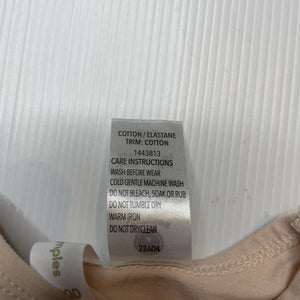 COTTON / ELASTANE
TRIM: COTTON
1443813
CARE INSTRUCTIONS
WASH BEFORE WEAR
COLD GENTLE MACHINE WASH
DO NOT BLEACH, SOAK OR RUB
DO NOT TUMBLE DRY
WARM IRON
DO NOT DRYCLEAN
22A04
mples